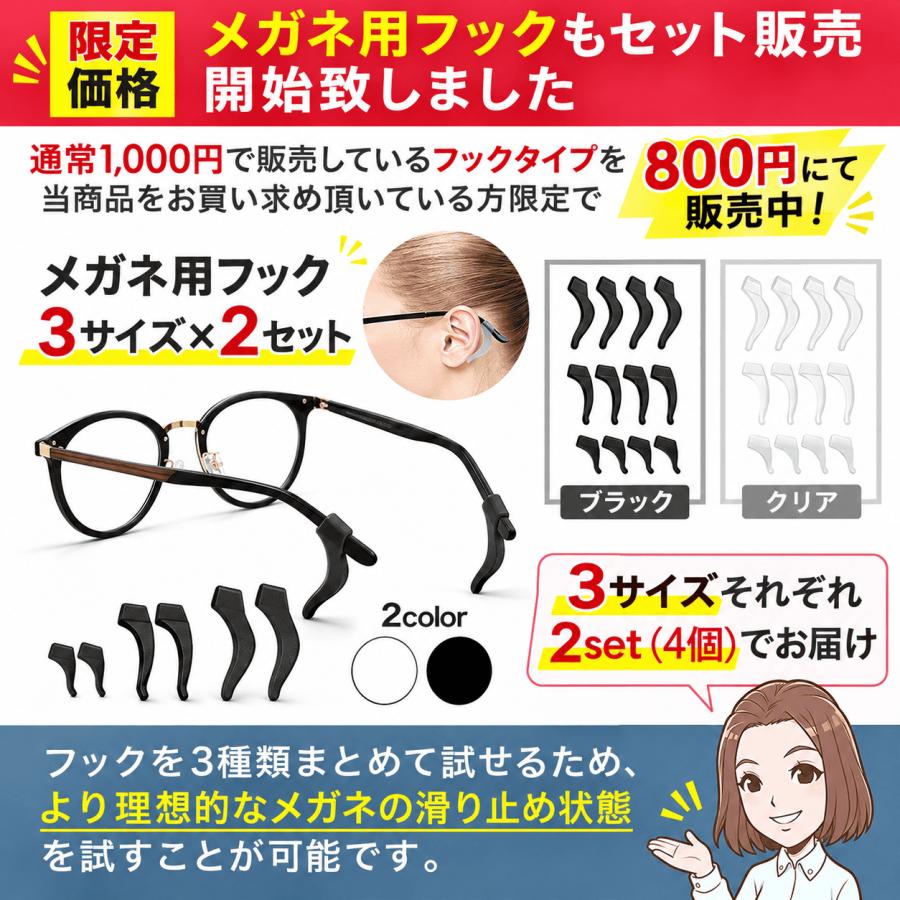 限定
価格
メガネ用フックもセット販売
開始致しました
通常1,000円で販売しているフックタイプを
当商品をお買い求め頂いている方限定で
800円にて
販売中！
メガネ用フック
3サイズ×2セット
ブラック
クリア
2color
3サイズそれぞれ
2set（4個）でお届け
フックを3種類まとめて試せるため、
より理想的なメガネの滑り止め状態
を試すことが可能です。